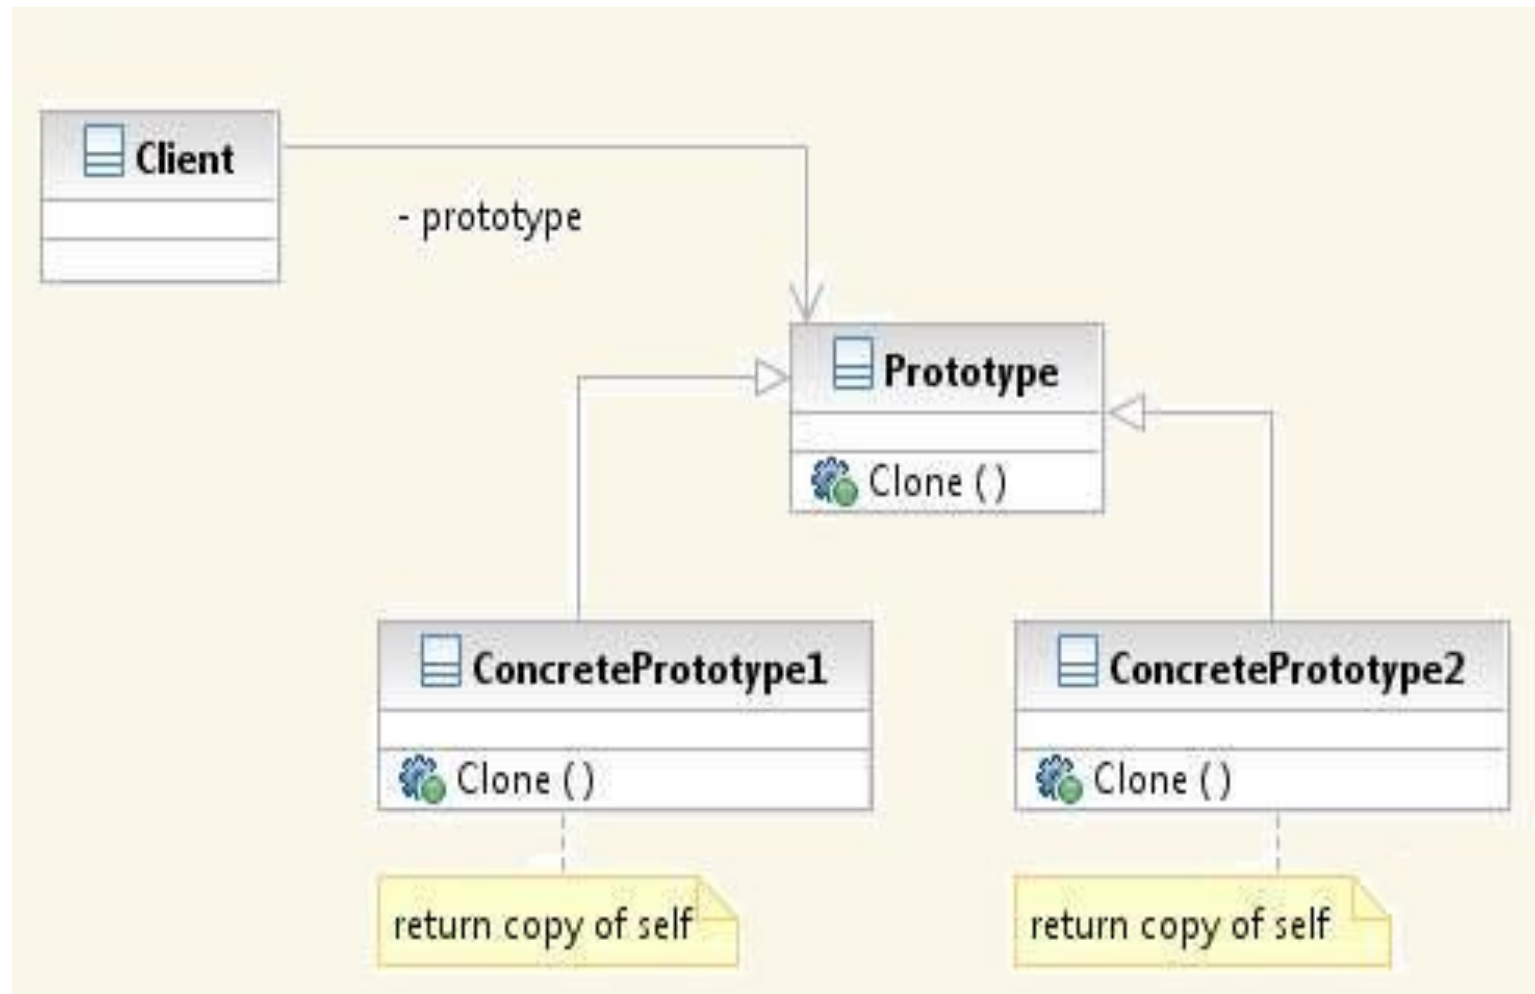 Client
- prototype
Prototype
Clone ( )
ConcretePrototype1
Clone ( )
return copy of self
ConcretePrototype2
Clone ( )
return copy of self